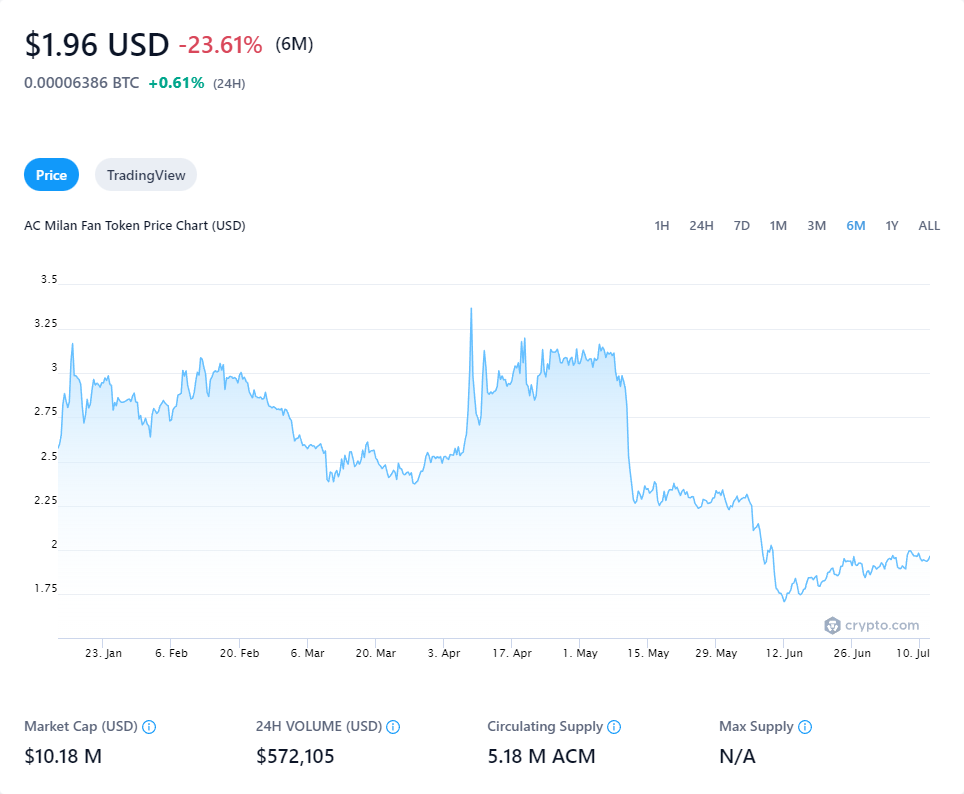 $1.96 USD -23.61% (6M)
0.00006386 BTC +0.61% (24H)
Price TradingView
AC Milan Fan Token Price Chart (USD) 1H 24H 7D 1M 3M 6M 1Y ALL
3.5
3.25
3
2.75
2.5
2.25
2
1.75
crypto.com
23. Jan 6. Feb 20. Feb 6. Mar 20. Mar 3. Apr 17. Apr 1. May 15. May 29. May 12. Jun 26. Jun 10. Jul
Market Cap (USD) 24H VOLUME (USD) Circulating Supply Max Supply
$10.18 M $572,105 5.18 M ACM N/A